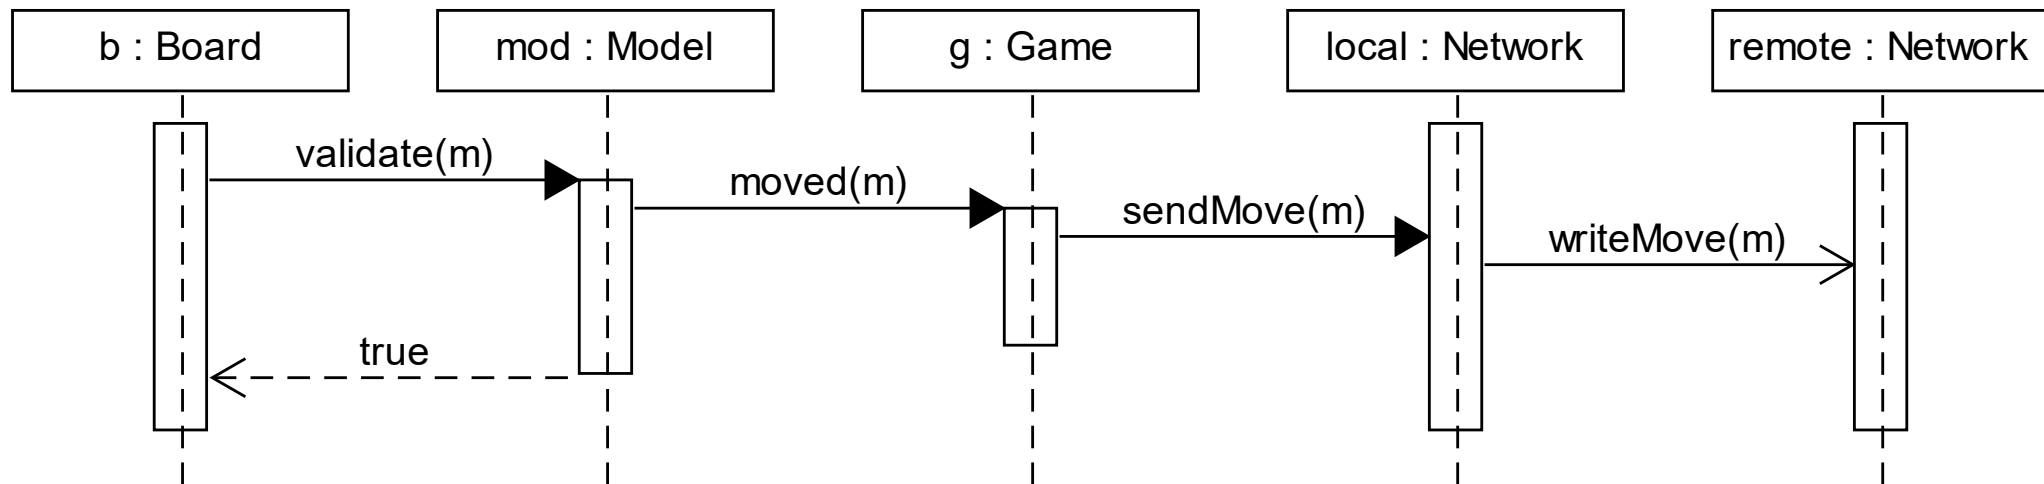 b : Board
mod : Model
g : Game
local : Network
remote : Network
validate(m)
moved(m)
sendMove(m)
writeMove(m)
true